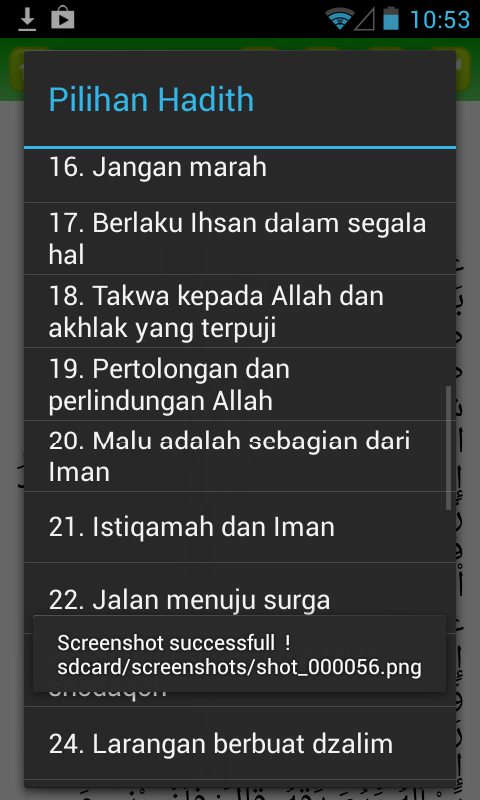 10:53
Pilihan Hadith
16. Jangan marah
17. Berlaku Ihsan dalam segala
hal
18. Takwa kepada Allah dan
akhlak yang terpuji
19. Pertolongan dan
perlindungan Allah
20. Malu adalah sebagian dari
Iman
21. Istiqamah dan Iman
22. Jalan menuju surga
Screenshot successfull !
sdcard/screenshots/shot_000056.png
24. Larangan berbuat dzalim